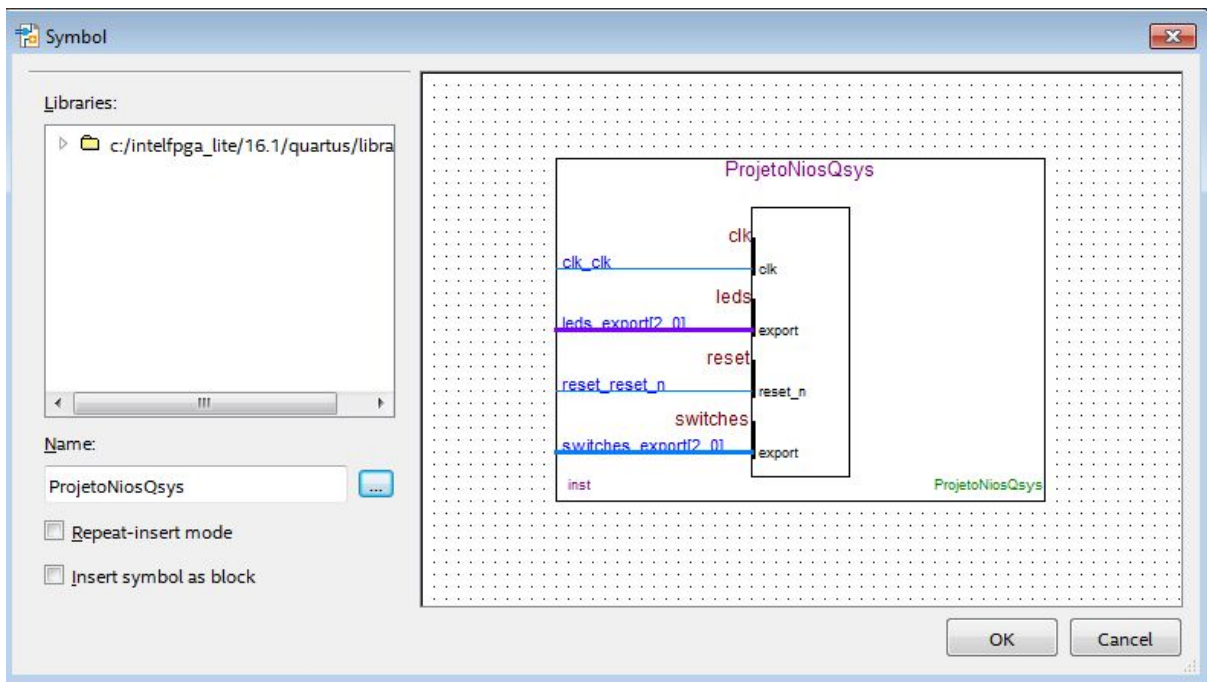 Symbol
Libraries:
c:/intelfpga_lite/16.1/quartus/libra
Name:
ProjetoNiosQsys
...
Repeat-insert mode
Insert symbol as block
ProjetoNiosQsys
clk
clk_clk
clk
leds
leds_export[2..0]
export
reset
reset_reset_n
reset_n
switches
switches_export[2..0]
export
inst
ProjetoNiosQsys
OK
Cancel